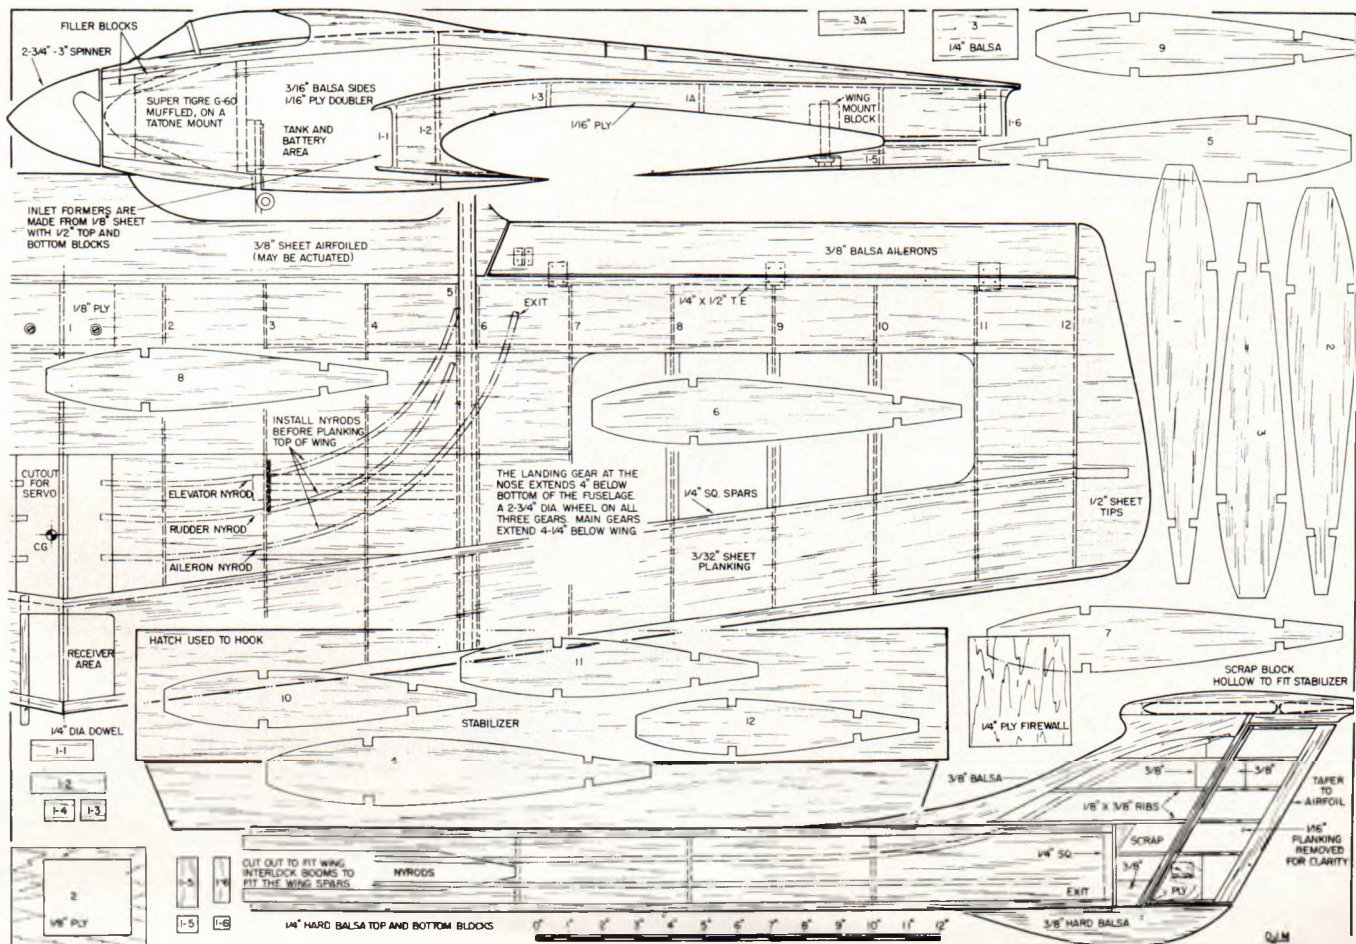 FILLER BLOCKS
2-3/4" -3" SPINNER
SUPER TIGRE G-60
MUFFLED, ON A
TATONE MOUNT
3/16" BALSA SIDES
1/16" PLY DOUBLER
TANK AND
BATTERY
AREA
1-1
1-2
1-3
1/16" PLY
1A
WING
MOUNT
BLOCK
1-5
1-6
3A
3
1/4" BALSA
9
5
INLET FORMERS ARE
MADE FROM 1/8" SHEET
WITH 1/2" TOP AND
BOTTOM BLOCKS
3/8" SHEET AIRFOILED
(MAY BE ACTUATED)
3/8" BALSA AILERONS
1/4" X 1/2" T.E.
EXIT
1/8" PLY
1
2
3
4
5
6
7
8
9
10
11
12
8
6
1
3
2
INSTALL NYRODS
BEFORE PLANKING
TOP OF WING
CUTOUT
FOR
SERVO
CG
ELEVATOR NYROD
RUDDER NYROD
AILERON NYROD
THE LANDING GEAR AT THE
NOSE EXTENDS 4" BELOW
BOTTOM OF THE FUSELAGE
A 2-3/4" DIA. WHEEL ON ALL
THREE GEARS. MAIN GEARS
EXTEND 4-1/4" BELOW WING
1/4" SQ. SPARS
3/32" SHEET
PLANKING
1/2" SHEET
TIPS
RECEIVER
AREA
1/4" DIA DOWEL
HATCH USED TO HOOK
10
11
12
STABILIZER
7
1/4" PLY FIREWALL
SCRAP BLOCK
HOLLOW TO FIT STABILIZER
1-1
1-2
1-4
1-3
2
1/8" PLY
1-5
1-6
1-5
1-6
CUT OUT TO FIT WING
INTERLOCK BOOMS TO
FIT THE WING SPARS
NYRODS
1/4" HARD BALSA TOP AND BOTTOM BLOCKS
0" 1" 2" 3" 4" 5" 6" 7" 8" 9" 10" 11" 12"
3/8" BALSA
3/8"
1/8" X 3/8" RIBS
TAPER
TO
AIRFOIL
1/16"
PLANKING
REMOVED
FOR CLARITY
SCRAP
1/4" SQ
3/8"
PLY
EXIT
3/8" HARD BALSA